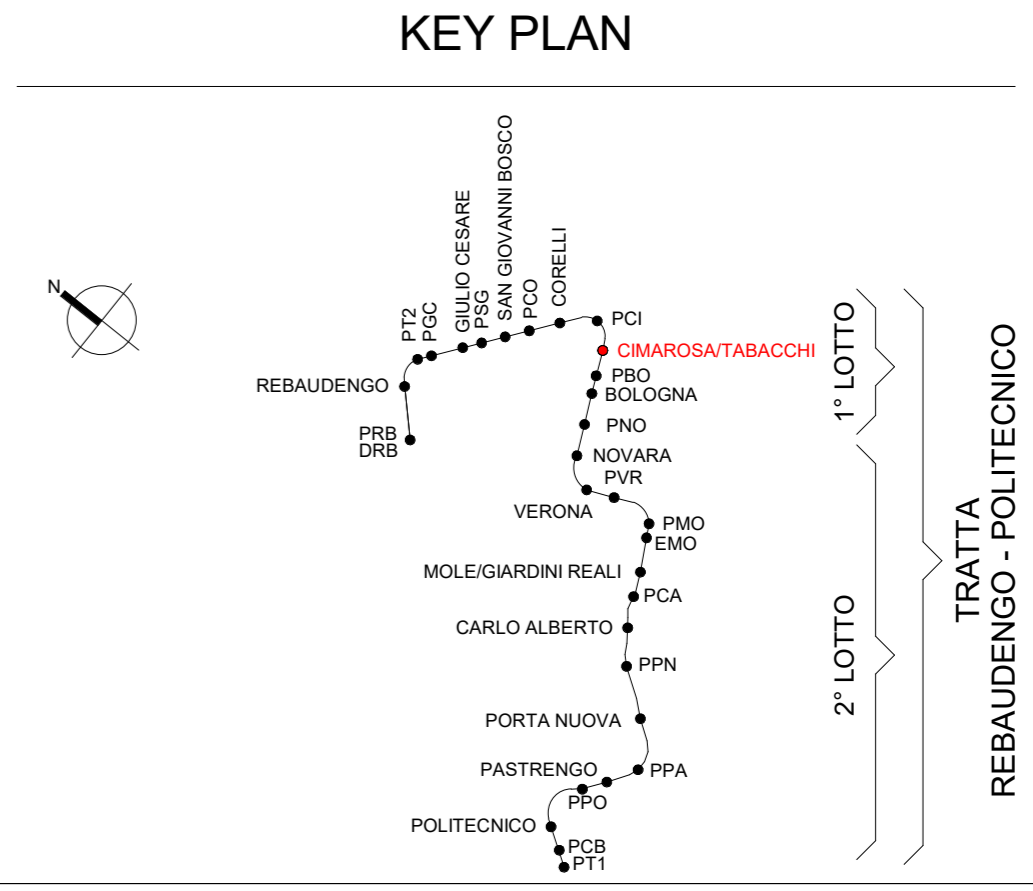 KEY PLAN
N
PT2
PGC
GIULIO CESARE
PSG
SAN GIOVANNI BOSCO
PCO
CORELLI
PCI
CIMAROSA/TABACCHI
REBAUDENGO
PBO
BOLOGNA
PRB
DRB
PNO
NOVARA
PVR
VERONA
PMO
EMO
MOLE/GIARDINI REALI
PCA
CARLO ALBERTO
PPN
PORTA NUOVA
PASTRENGO
PPA
PPO
POLITECNICO
PCB
PT1
1° LOTTO
2° LOTTO
TRATTA
REBAUDENGO - POLITECNICO